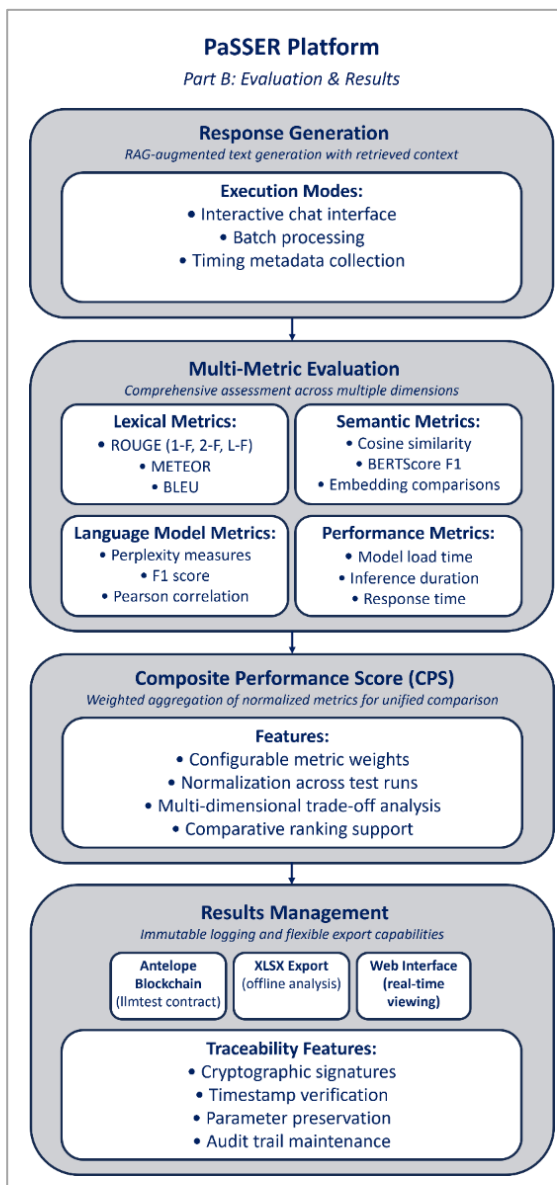 PaSSER Platform
Part B: Evaluation & Results
Response Generation
RAG-augmented text generation with retrieved context
Execution Modes:
• Interactive chat interface
• Batch processing
• Timing metadata collection
Multi-Metric Evaluation
Comprehensive assessment across multiple dimensions
Lexical Metrics:
• ROUGE (1-F, 2-F, L-F)
• METEOR
• BLEU
Semantic Metrics:
• Cosine similarity
• BERTScore F1
• Embedding comparisons
Language Model Metrics:
• Perplexity measures
• F1 score
• Pearson correlation
Performance Metrics:
• Model load time
• Inference duration
• Response time
Composite Performance Score (CPS)
Weighted aggregation of normalized metrics for unified comparison
Features:
• Configurable metric weights
• Normalization across test runs
• Multi-dimensional trade-off analysis
• Comparative ranking support
Results Management
Immutable logging and flexible export capabilities
Antelope
Blockchain
(llmtest contract)
XLSX Export
(offline analysis)
Web Interface
(real-time
viewing)
Traceability Features:
• Cryptographic signatures
• Timestamp verification
• Parameter preservation
• Audit trail maintenance